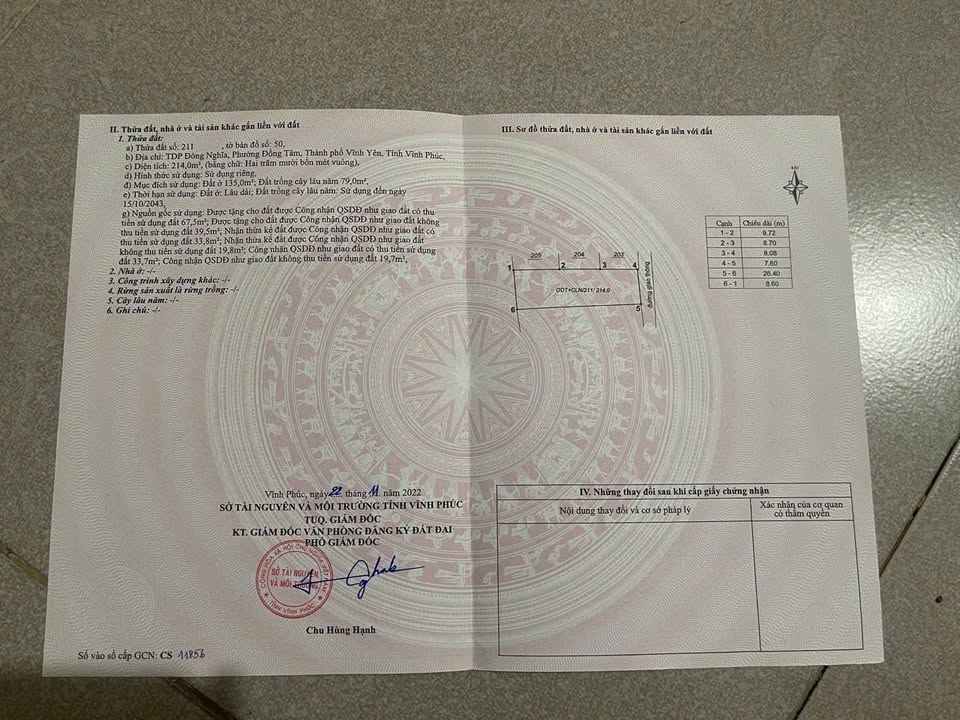 II. Thửa đất, nhà ở và tài sản khác gắn liền với đất
1. Thửa đất:
a) Thửa đất số: 211 , tờ bản đồ số: 50,
b) Địa chỉ: TDP Đông Nghĩa, Phường Đồng Tâm, Thành phố Vĩnh Yên, Tỉnh Vĩnh Phúc,
c) Diện tích: 214,0m², (bằng chữ: Hai trăm mười bốn mét vuông),
d) Hình thức sử dụng: Sử dụng riêng,
đ) Mục đích sử dụng: Đất ở 135,0m²; Đất trồng cây lâu năm 79,0m²,
e) Thời hạn sử dụng: Đất ở: Lâu dài; Đất trồng cây lâu năm: Sử dụng đến ngày
15/10/2043,
g) Nguồn gốc sử dụng: Được tặng cho đất được Công nhận QSDĐ như giao đất có thu
tiền sử dụng đất 67,5m²; Được tặng cho đất được Công nhận QSDĐ như giao đất không
thu tiền sử dụng đất 39,5m²; Nhận thừa kế đất được Công nhận QSDĐ như giao đất có
thu tiền sử dụng đất 33,8m²; Nhận thừa kế đất được Công nhận QSDĐ như giao đất
không thu tiền sử dụng đất 19,8m²; Công nhận QSDĐ như giao đất có thu tiền sử dụng
đất 33,7m²; Công nhận QSDĐ như giao đất không thu tiền sử dụng đất 19,7m²,
2. Nhà ở: -/-
3. Công trình xây dựng khác: -/-
4. Rừng sản xuất là rừng trồng: -/-
5. Cây lâu năm: -/-
6. Ghi chú: -/-
Vĩnh Phúc, ngày 22 tháng 11 năm 2022
SỞ TÀI NGUYÊN VÀ MÔI TRƯỜNG TỈNH VĨNH PHÚC
TUQ. GIÁM ĐỐC
KT. GIÁM ĐỐC VĂN PHÒNG ĐĂNG KÝ ĐẤT ĐAI
PHÓ GIÁM ĐỐC
CỘNG HÒA XÃ HỘI CHỦ NGHĨA VIỆT NAM
SỞ TÀI NGUYÊN
VÀ MÔI TRƯỜNG
TỈNH VĨNH PHÚC
Chu Hùng Hạnh
Số vào sổ cấp GCN: CS 11856
III. Sơ đồ thửa đất, nhà ở và tài sản khác gắn liền với đất
205 204 203
1 2 3 4
ODT+CLN/211/ 214.0
đường giao thông
6 5
Cạnh Chiều dài (m)
1 - 2 9.72
2 - 3 8.70
3 - 4 8.08
4 - 5 7.60
5 - 6 26.40
6 - 1 8.60
IV. Những thay đổi sau khi cấp giấy chứng nhận
Nội dung thay đổi và cơ sở pháp lý
Xác nhận của cơ quan
có thẩm quyền